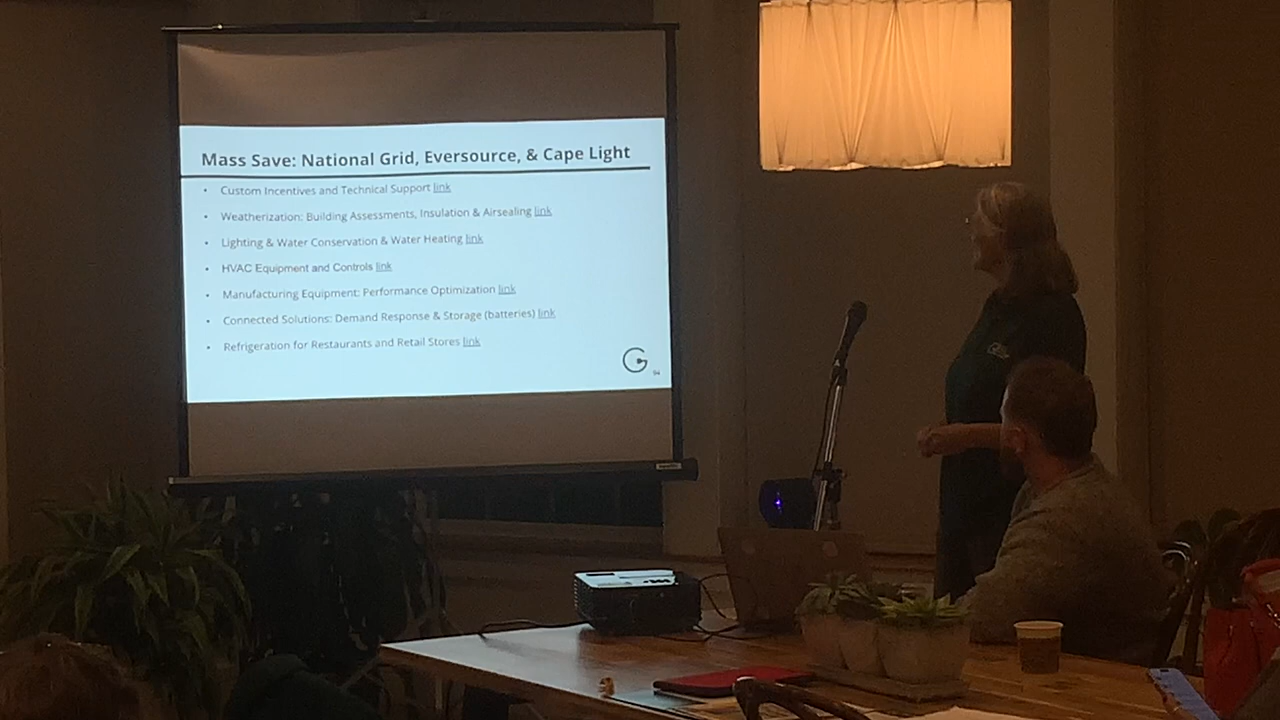 Mass Save: National Grid, Eversource, & Cape Light
• Custom Incentives and Technical Support link
• Weatherization: Building Assessments, Insulation & Airsealing link
• Lighting & Water Conservation & Water Heating link
• HVAC Equipment and Controls link
• Manufacturing Equipment: Performance Optimization link
• Connected Solutions: Demand Response & Storage (batteries) link
• Refrigeration for Restaurants and Retail Stores link
G